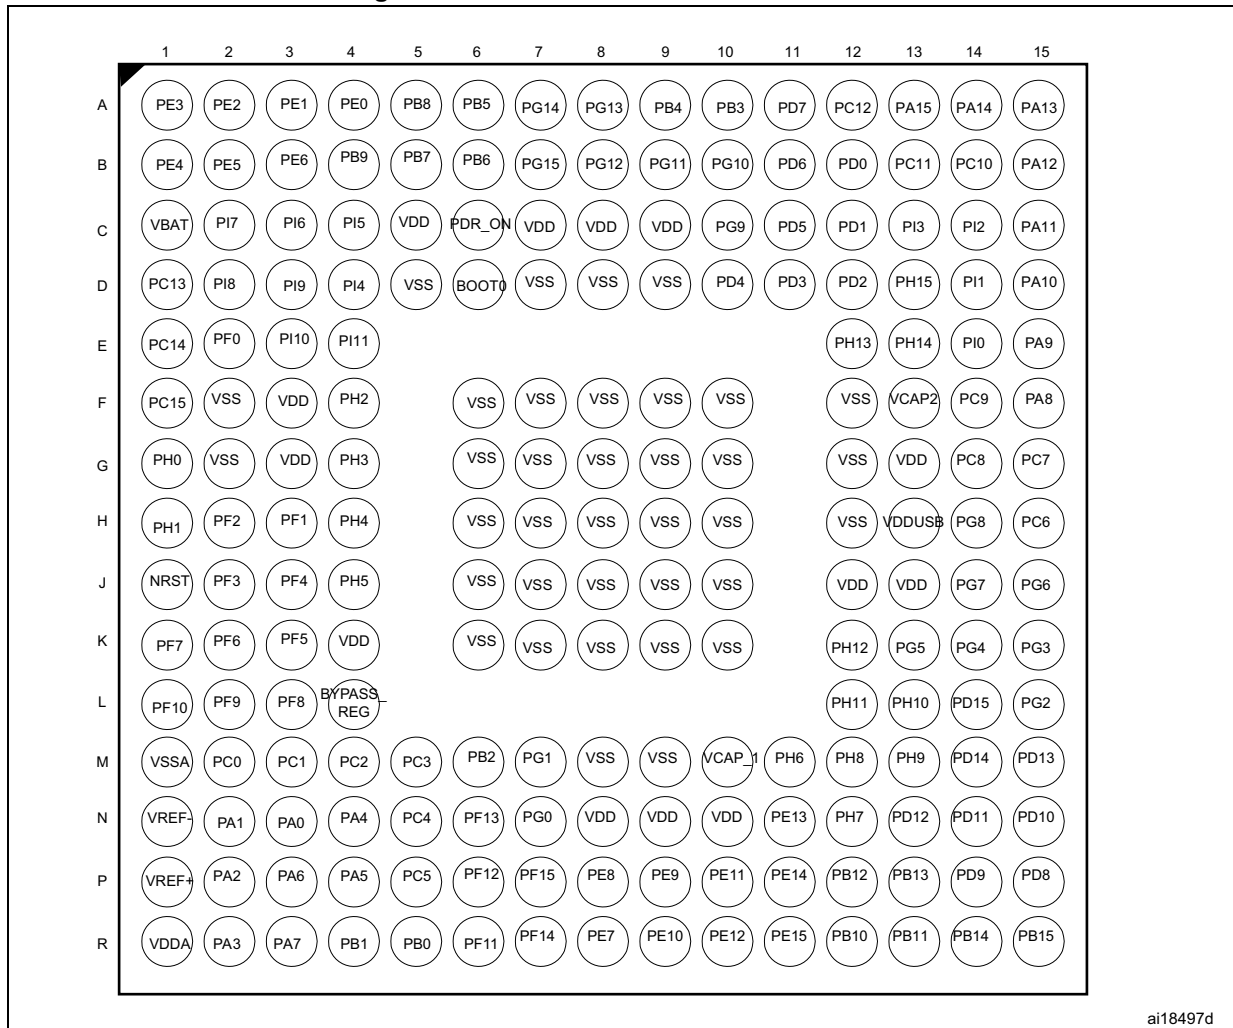 1 2 3 4 5 6 7 8 9 10 11 12 13 14 15
A PE3 PE2 PE1 PE0 PB8 PB5 PG14 PG13 PB4 PB3 PD7 PC12 PA15 PA14 PA13
B PE4 PE5 PE6 PB9 PB7 PB6 PG15 PG12 PG11 PG10 PD6 PD0 PC11 PC10 PA12
C VBAT PI7 PI6 PI5 VDD PDR_ON VDD VDD VDD PG9 PD5 PD1 PI3 PI2 PA11
D PC13 PI8 PI9 PI4 VSS BOOT0 VSS VSS VSS PD4 PD3 PD2 PH15 PI1 PA10
E PC14 PF0 PI10 PI11 PH13 PH14 PI0 PA9
F PC15 VSS VDD PH2 VSS VSS VSS VSS VSS VSS VCAP2 PC9 PA8
G PH0 VSS VDD PH3 VSS VSS VSS VSS VSS VSS VDD PC8 PC7
H PH1 PF2 PF1 PH4 VSS VSS VSS VSS VSS VSS VDDUSB PG8 PC6
J NRST PF3 PF4 PH5 VSS VSS VSS VSS VSS VDD VDD PG7 PG6
K PF7 PF6 PF5 VDD VSS VSS VSS VSS VSS PH12 PG5 PG4 PG3
L PF10 PF9 PF8 BYPASS_ REG PH11 PH10 PD15 PG2
M VSSA PC0 PC1 PC2 PC3 PB2 PG1 VSS VSS VCAP_1 PH6 PH8 PH9 PD14 PD13
N VREF- PA1 PA0 PA4 PC4 PF13 PG0 VDD VDD VDD PE13 PH7 PD12 PD11 PD10
P VREF+ PA2 PA6 PA5 PC5 PF12 PF15 PE8 PE9 PE11 PE14 PB12 PB13 PD9 PD8
R VDDA PA3 PA7 PB1 PB0 PF11 PF14 PE7 PE10 PE12 PE15 PB10 PB11 PB14 PB15
ai18497d